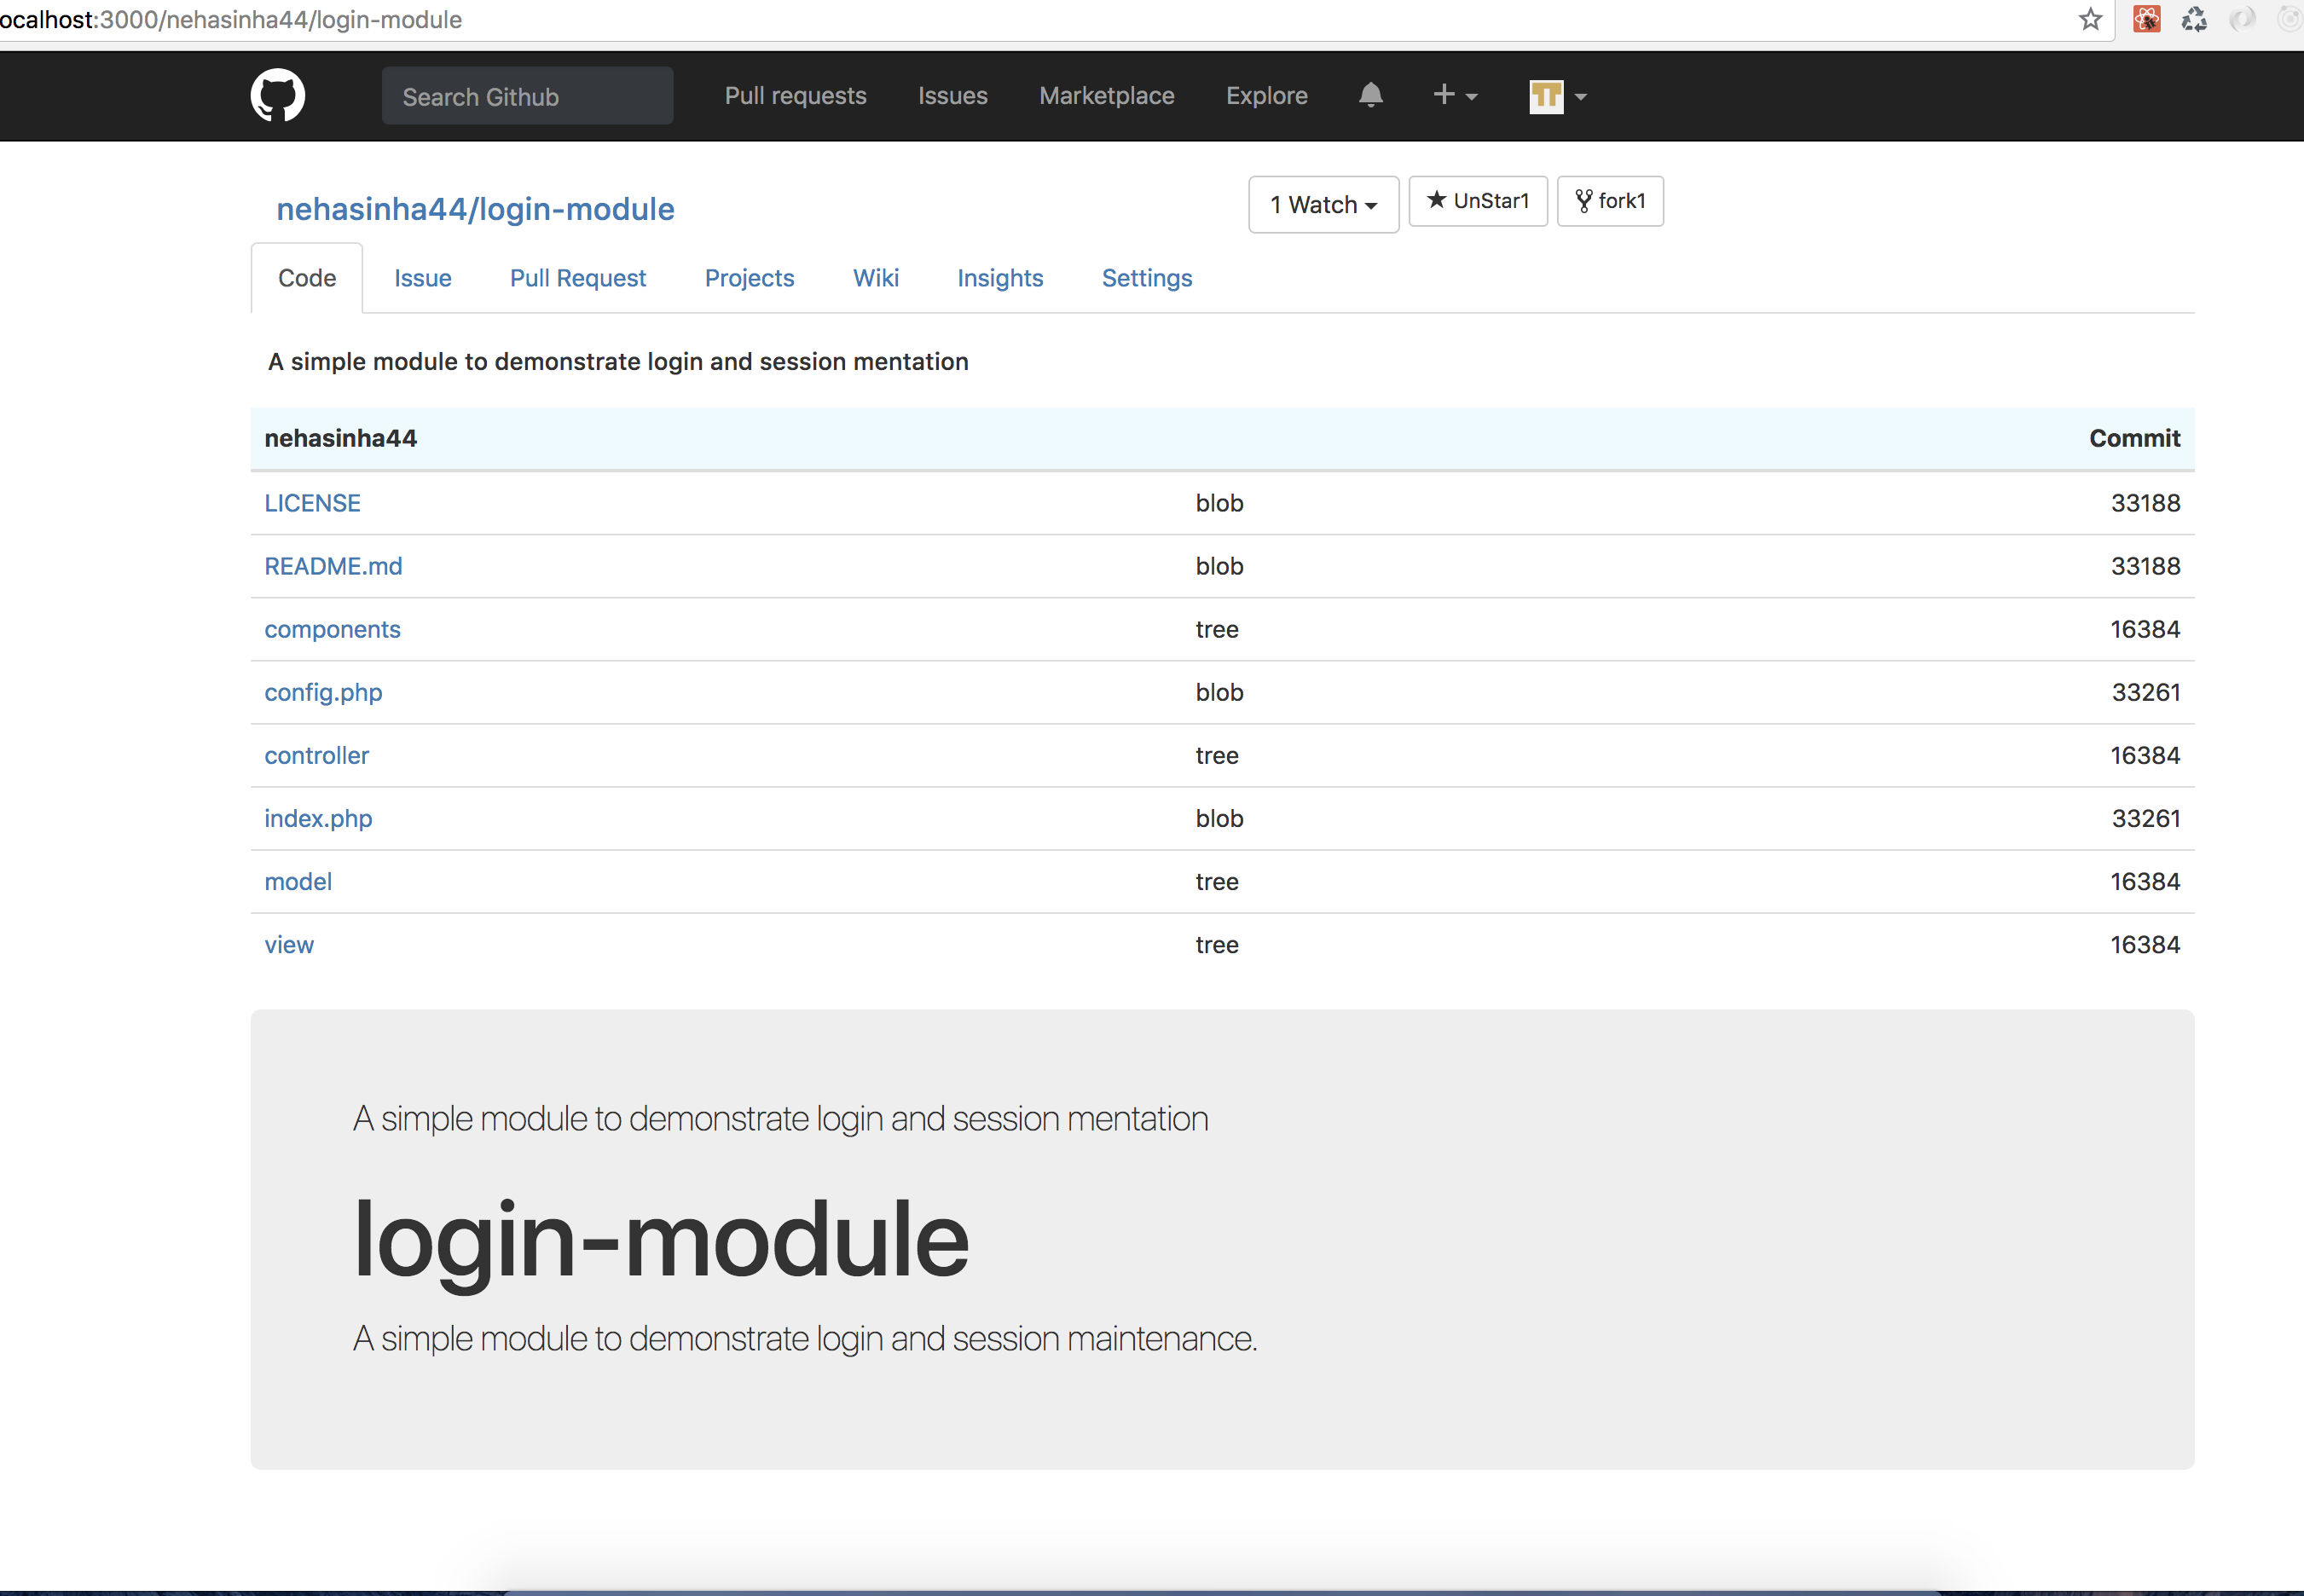 ocalhost:3000/nehasinha44/login-module
Search Github Pull requests Issues Marketplace Explore
nehasinha44/login-module 1 Watch UnStar1 fork1
Code Issue Pull Request Projects Wiki Insights Settings
A simple module to demonstrate login and session mentation
nehasinha44 Commit
LICENSE blob 33188
README.md blob 33188
components tree 16384
config.php blob 33261
controller tree 16384
index.php blob 33261
model tree 16384
view tree 16384
A simple module to demonstrate login and session mentation
login-module
A simple module to demonstrate login and session maintenance.